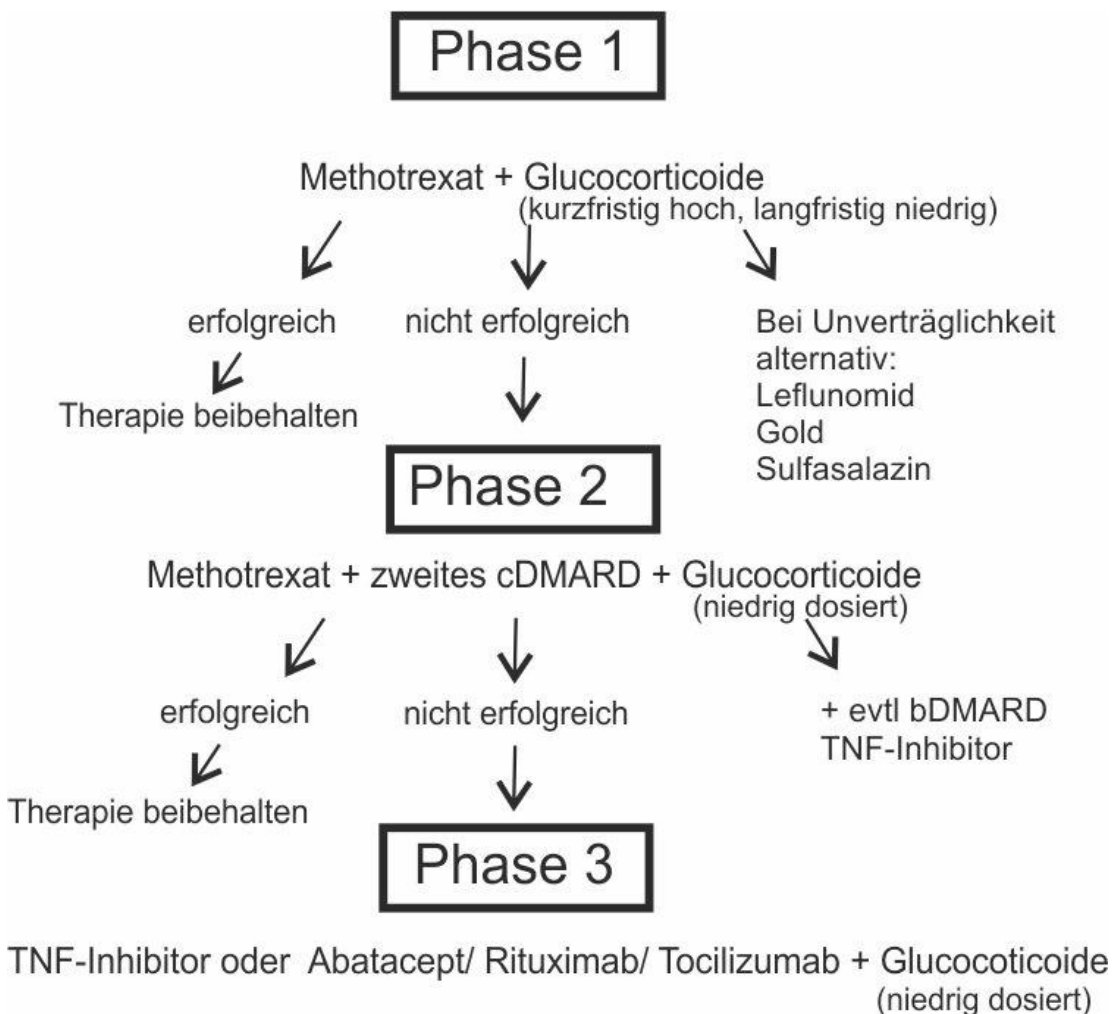 Phase 1
Methotrexat + Glucocorticoide
(kurzfristig hoch, langfristig niedrig)
erfolgreich
nicht erfolgreich
Bei Unverträglichkeit
alternativ:
Leflunomid
Gold
Sulfasalazin
Therapie beibehalten
Phase 2
Methotrexat + zweites cDMARD + Glucocorticoide
(niedrig dosiert)
erfolgreich
nicht erfolgreich
+ evtl bDMARD
TNF-Inhibitor
Therapie beibehalten
Phase 3
TNF-Inhibitor oder Abatacept/ Rituximab/ Tocilizumab + Glucocoticoide
(niedrig dosiert)